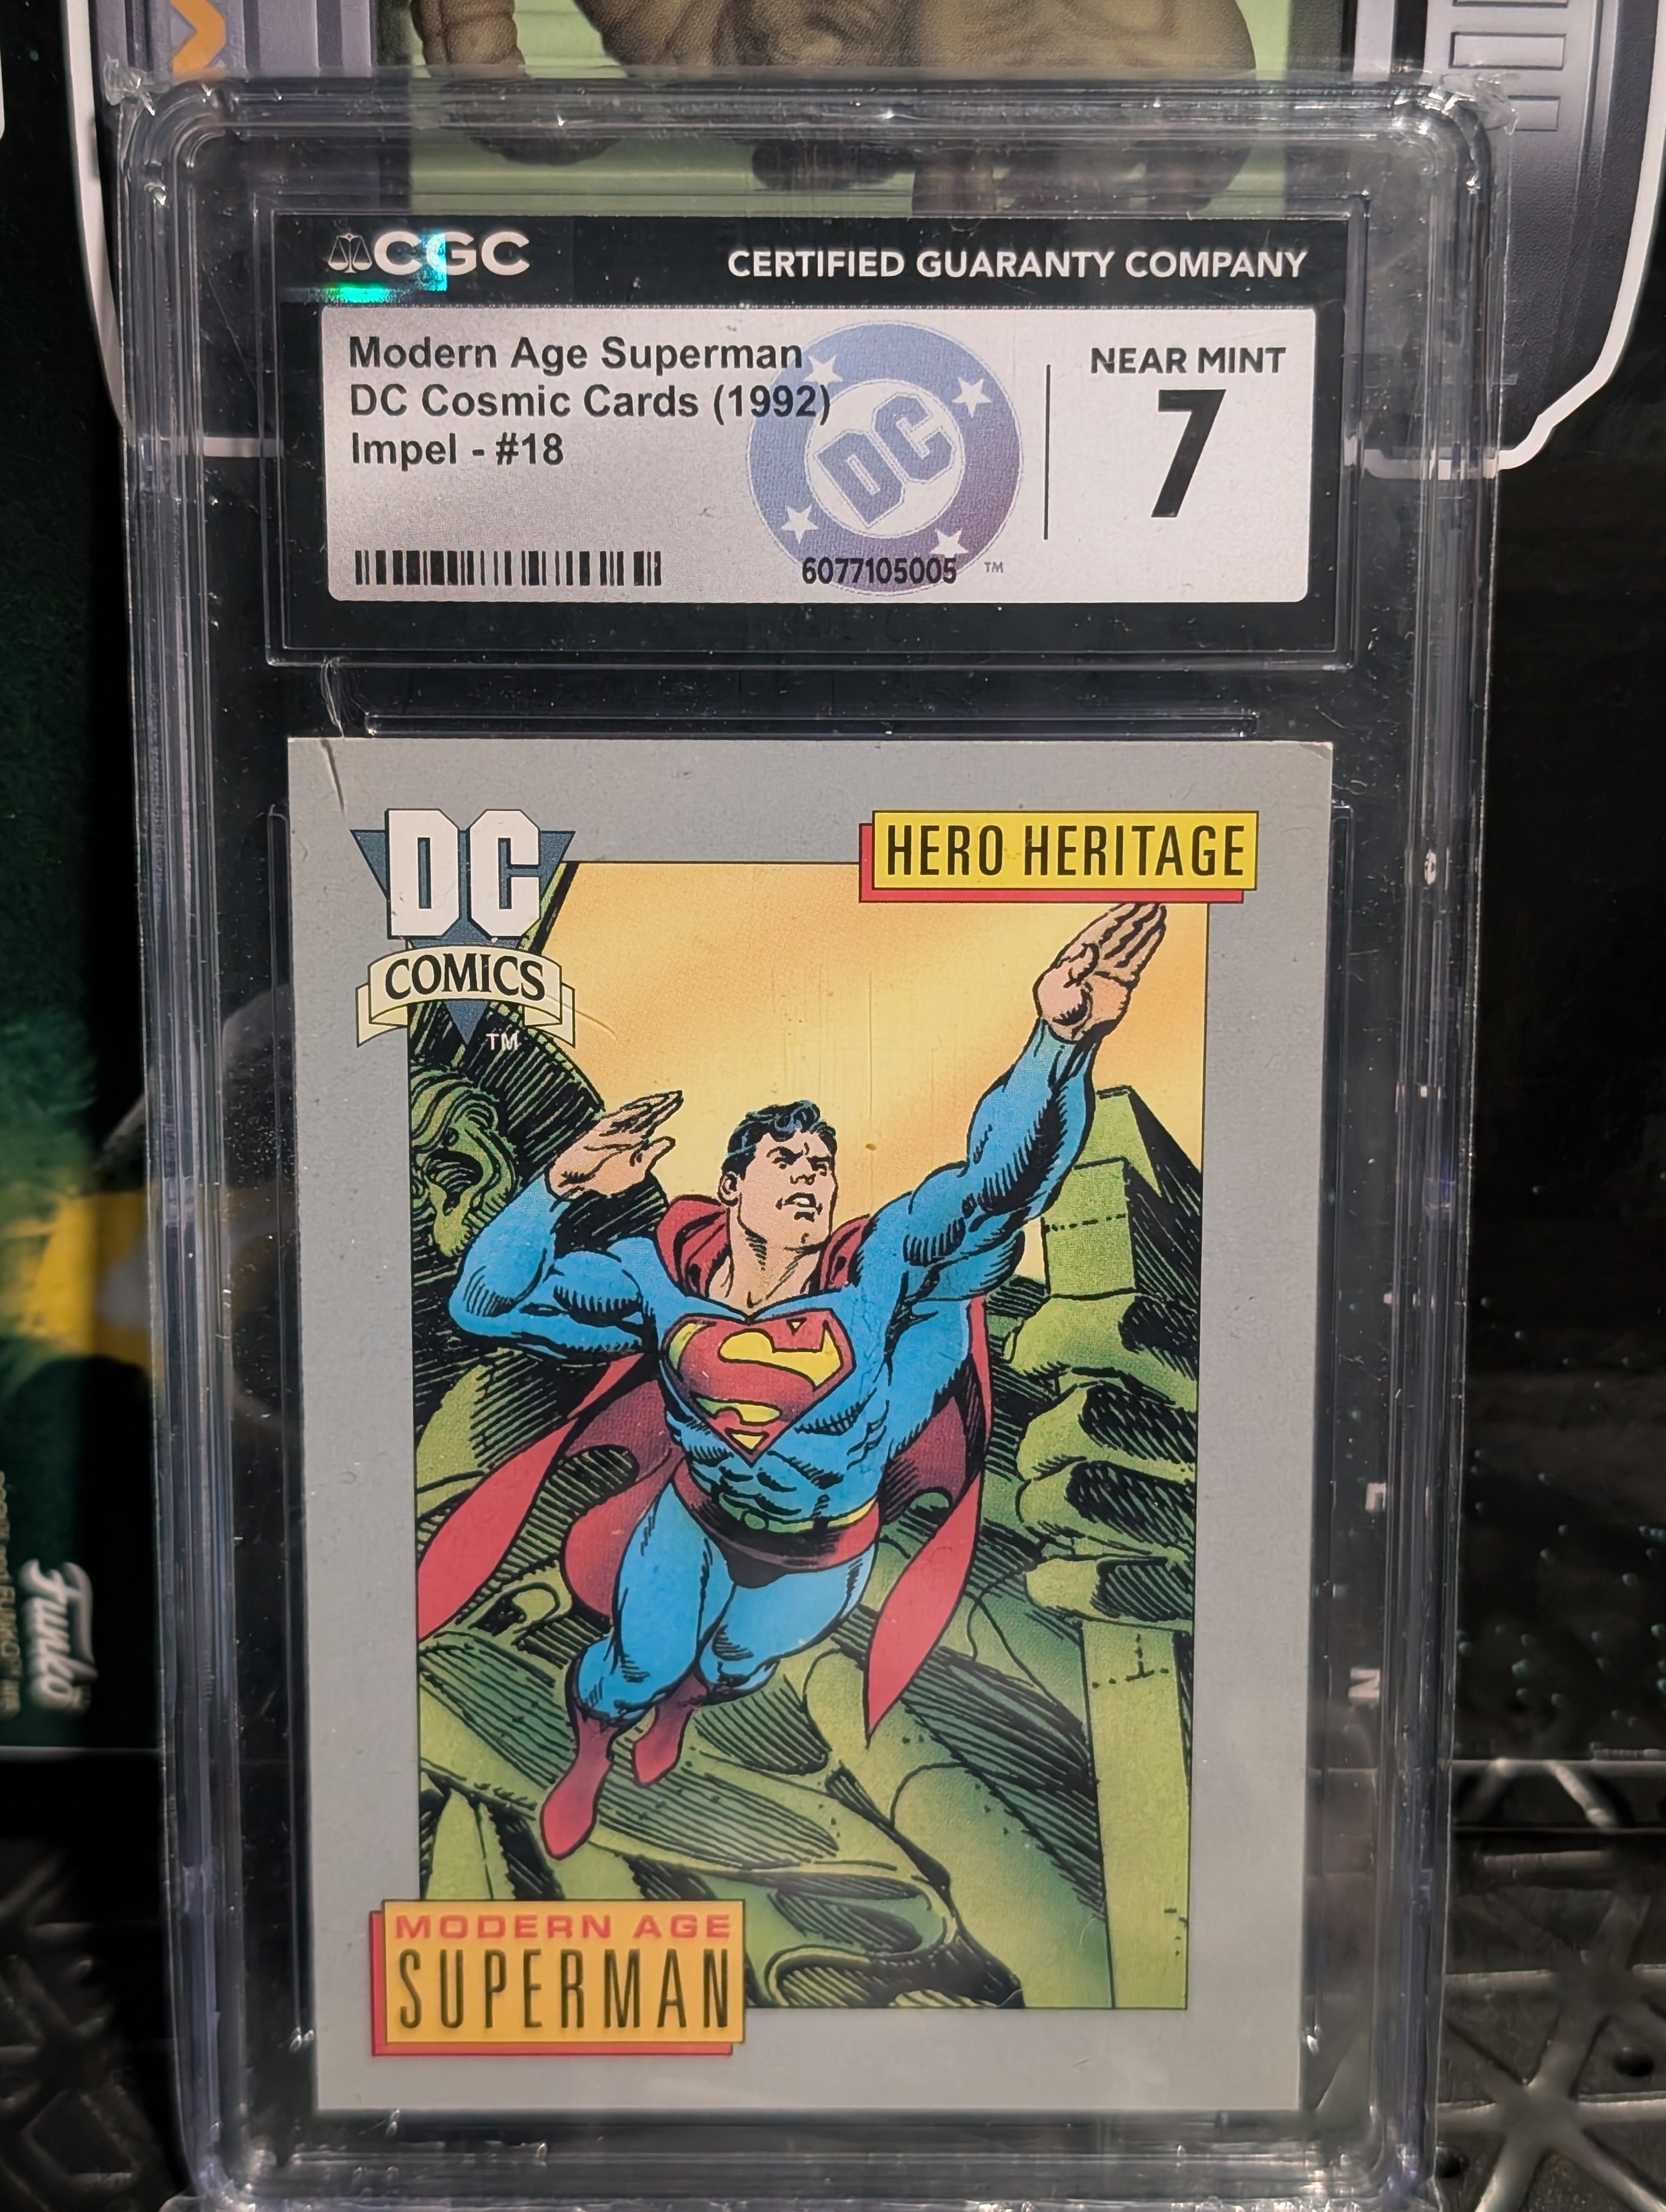 CGC
CERTIFIED GUARANTY COMPANY
Modern Age Superman
DC Cosmic Cards (1992)
Impel - #18
DC
NEAR MINT
7
6077105005
TM
DC
COMICS
TM
HERO HERITAGE
MODERN AGE
SUPERMAN
Funko